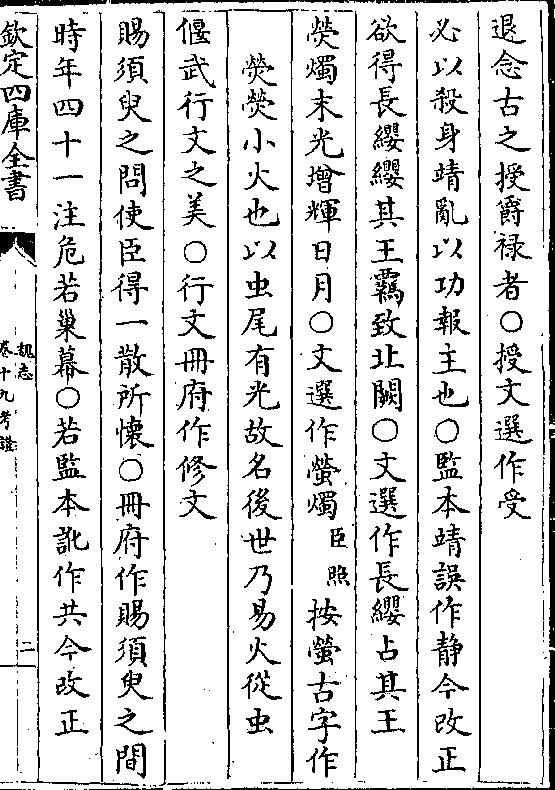 退念古之授爵禄者○授文選作受
必以殺身靖亂以功報主也○監本靖誤作静今改正
欲得長纓纓其王羈致北闕○文選作長纓占其王
熒燭末光增輝日月○文選作螢燭臣照按螢古字作
熒熒小火也以虫尾有光故名後世乃易火從虫
偃武行文之美○行文冊府作修文
賜須臾之問使臣得一散所懷○冊府作賜須臾之間
時年四十一注危若巢幕○若監本訛作共今改正
欽定四庫全書
魏志
卷十九考證
二